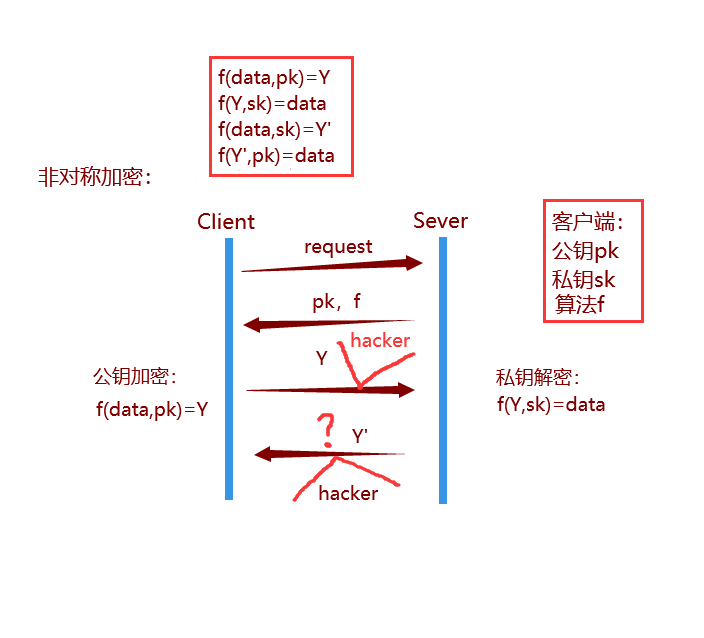 f(data,pk)=Y
f(Y,sk)=data
f(data,sk)=Y'
f(Y',pk)=data
非对称加密：
Client
Sever
request
客户端：
公钥pk
私钥sk
算法f
pk，f
hacker
Y
公钥加密：
f(data,pk)=Y
私钥解密：
f(Y,sk)=data
?
Y'
hacker